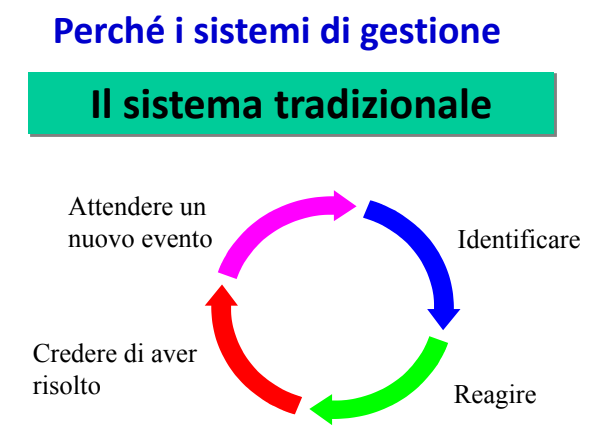 Perché i sistemi di gestione
Il sistema tradizionale
Attendere un
nuovo evento
Identificare
Credere di aver
risolto
Reagire